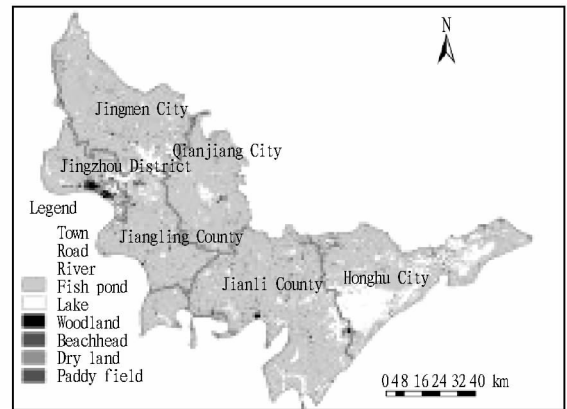 N
Jingmen City
Qianjiang City
Jingzhou District
Legend
Town
Road
River
Fish pond
Lake
Woodland
Beachhead
Dry land
Paddy field
Jiangling County
Jianli County
Honghu City
0 4 8 16 24 32 40 km